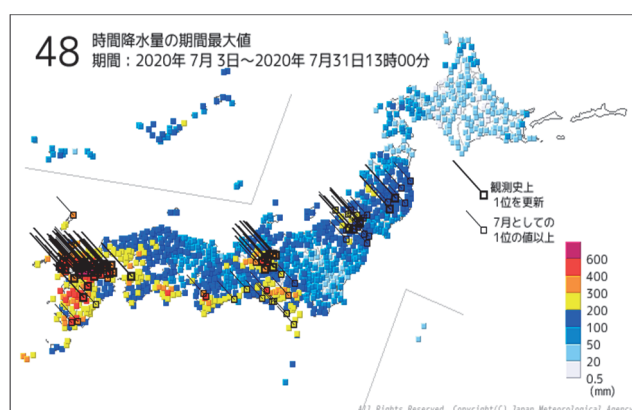 48 時間降水量の期間最大値
期間：2020年 7月 3日～2020年 7月31日13時00分
観測史上
1位を更新
7月としての
1位の値以上
600
400
300
200
100
50
20
0.5
(mm)
All Rights Reserved. Copyright(C) Japan Meteorological Agency